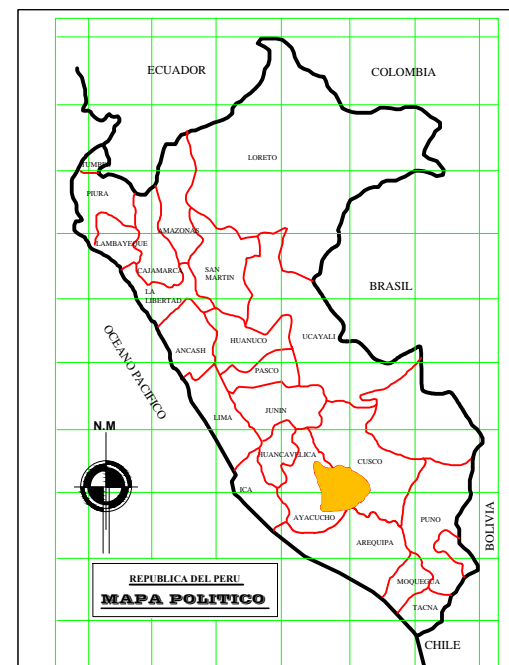 ECUADOR
COLOMBIA
LORETO
TUMBE
PIURA
AMAZONAS
LAMBAYEQUE
CAJAMARCA
SAN
MARTIN
BRASIL
LA
LIBERTAD
OCEANO PACIFICO
HUANUCO
UCAYALI
ANCASH
PASCO
LIMA
JUNIN
N.M
HUANCAVELICA
CUSCO
ICA
AYACUCHO
PUNO
BOLIVIA
AREQUIPA
MOQUEGUA
TACNA
REPUBLICA DEL PERU
MAPA POLITICO
CHILE